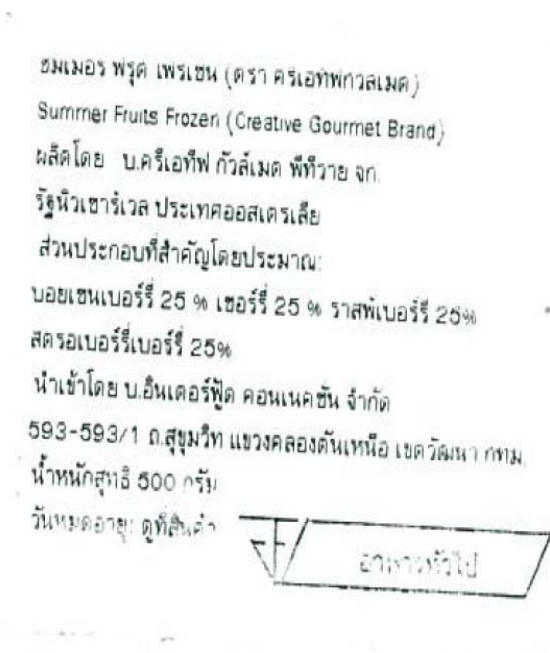 ซัมเมอร์ ฟรุต เฟรเซน (ตรา ครีเอทีฟกัวลเมต)
Summer Fruits Frozen (Creative Gourmet Brand)
ผลิตโดย บ.ครีเอทีฟ กัวล์เมต พีทีวาย จก.
รัฐนิวเซาร์เวล ประเทศออสเตรเลีย
ส่วนประกอบที่สำคัญโดยประมาณ:
บอยเซนเบอร์รี่ 25 % เชอร์รี่ 25 % ราสพ์เบอร์รี่ 25%
สตรอเบอร์รี่เบอร์รี่ 25%
นำเข้าโดย บ.อินเตอร์ฟู้ด คอนเนคชั่น จำกัด
593-593/1 ถ.สุขุมวิท แขวงคลองตันเหนือ เขตวัฒนา กทม.
น้ำหนักสุทธิ 500 กรัม
วันหมดอายุ: ดูที่สินค้า
อาหารทั่วไป